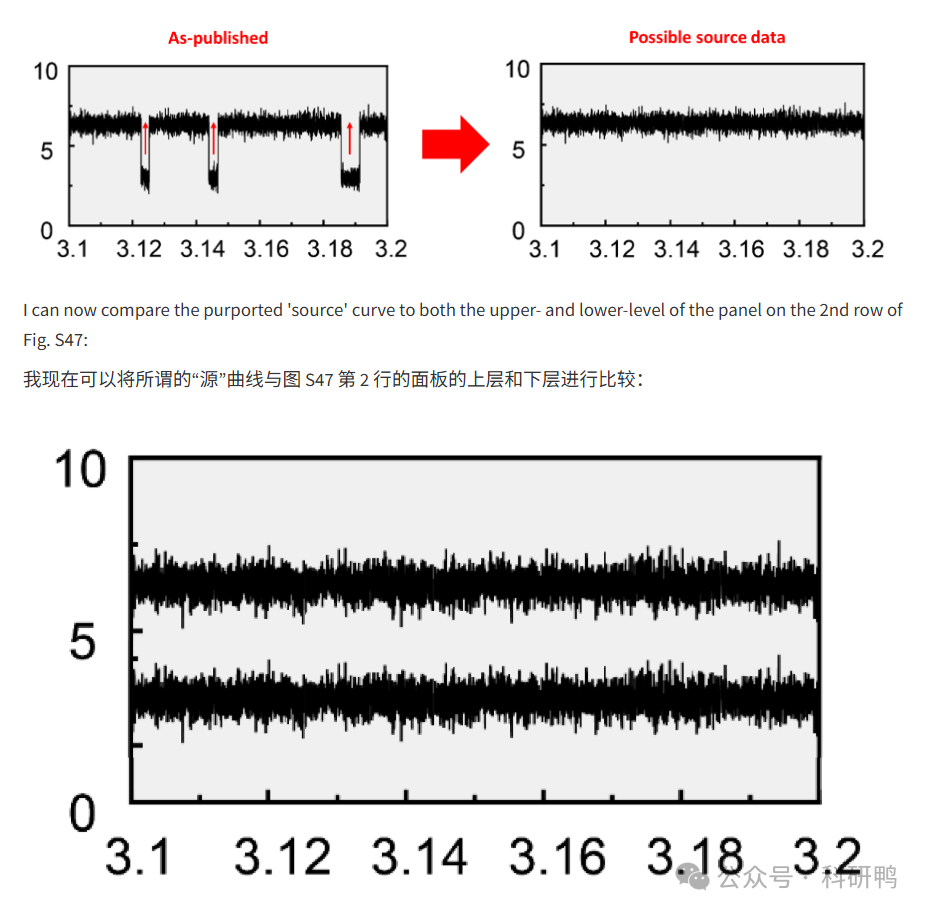 As-published
Possible source data
10
5
0
3.1 3.12 3.14 3.16 3.18 3.2
10
5
0
3.1 3.12 3.14 3.16 3.18 3.2
I can now compare the purported 'source' curve to both the upper- and lower-level of the panel on the 2nd row of
Fig. S47:
我现在可以将所谓的“源”曲线与图 S47 第 2 行的面板的上层和下层进行比较：
10
5
0
3.1 3.12 3.14 3.16 3.18 3.2
公众号 · 科研鸭